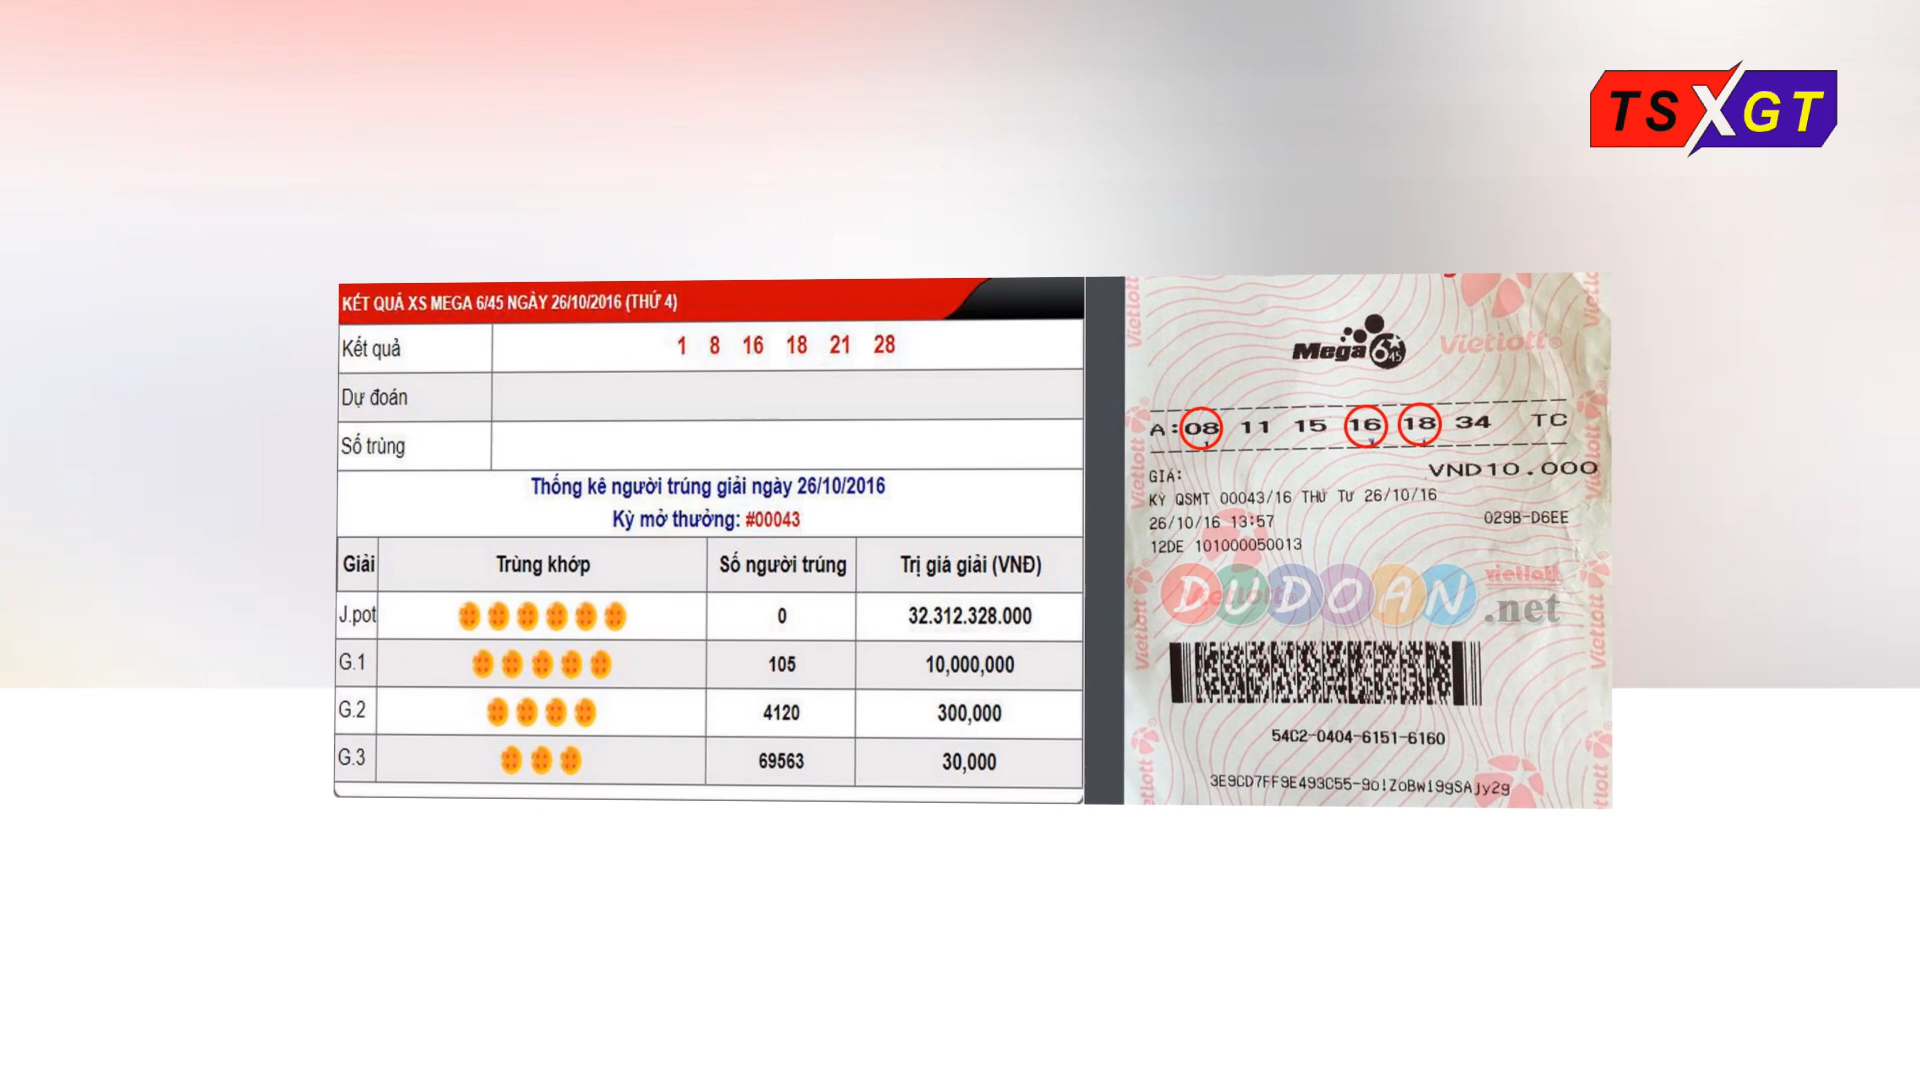 TSXGT
KẾT QUẢ XS MEGA 6/45 NGÀY 26/10/2016 (THỨ 4)
Kết quả 1 8 16 18 21 28
Dự đoán
Số trùng
Thống kê người trúng giải ngày 26/10/2016
Kỳ mở thưởng: #00043
Giải Trùng khớp Số người trúng Trị giá giải (VNĐ)
J.pot 0 32.312.328.000
G.1 105 10,000,000
G.2 4120 300,000
G.3 69563 30,000
Mega 6/45
Vietlott
A: 08 11 15 16 18 34 TC
GIÁ: VND10.000
KỲ QSMT 00043/16 THỨ TƯ 26/10/16
26/10/16 13:57 029B-D6EE
12DE 101000050013
DUDOAN vietlott .net
54C2-0404-6151-6160
3E9CD7FF9E493C55-9o!ZoBw19gSAjy2g